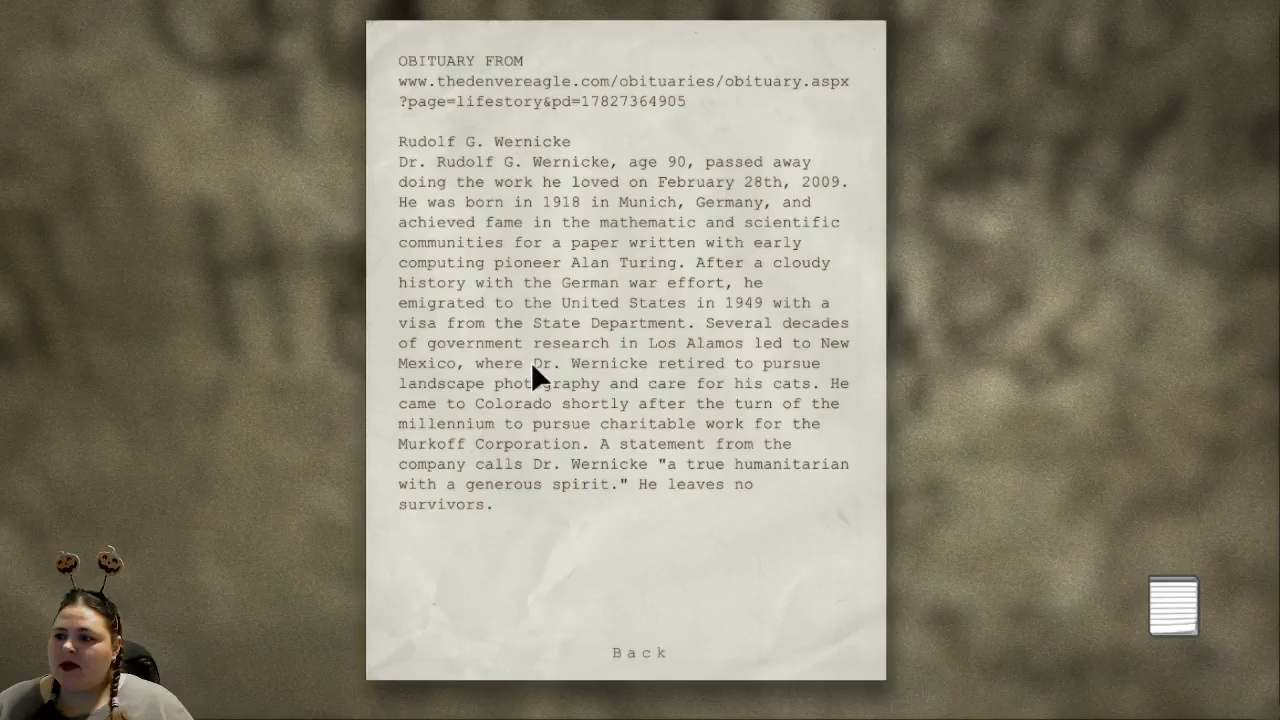 OBITUARY FROM
www.thedenvereagle.com/obituaries/obituary.aspx
?page=lifestory&pd=17827364905
Rudolf G. Wernicke
Dr. Rudolf G. Wernicke, age 90, passed away
doing the work he loved on February 28th, 2009.
He was born in 1918 in Munich, Germany, and
achieved fame in the mathematic and scientific
communities for a paper written with early
computing pioneer Alan Turing. After a cloudy
history with the German war effort, he
emigrated to the United States in 1949 with a
visa from the State Department. Several decades
of government research in Los Alamos led to New
Mexico, where Dr. Wernicke retired to pursue
landscape photography and care for his cats. He
came to Colorado shortly after the turn of the
millennium to pursue charitable work for the
Murkoff Corporation. A statement from the
company calls Dr. Wernicke "a true humanitarian
with a generous spirit." He leaves no
survivors.
Back